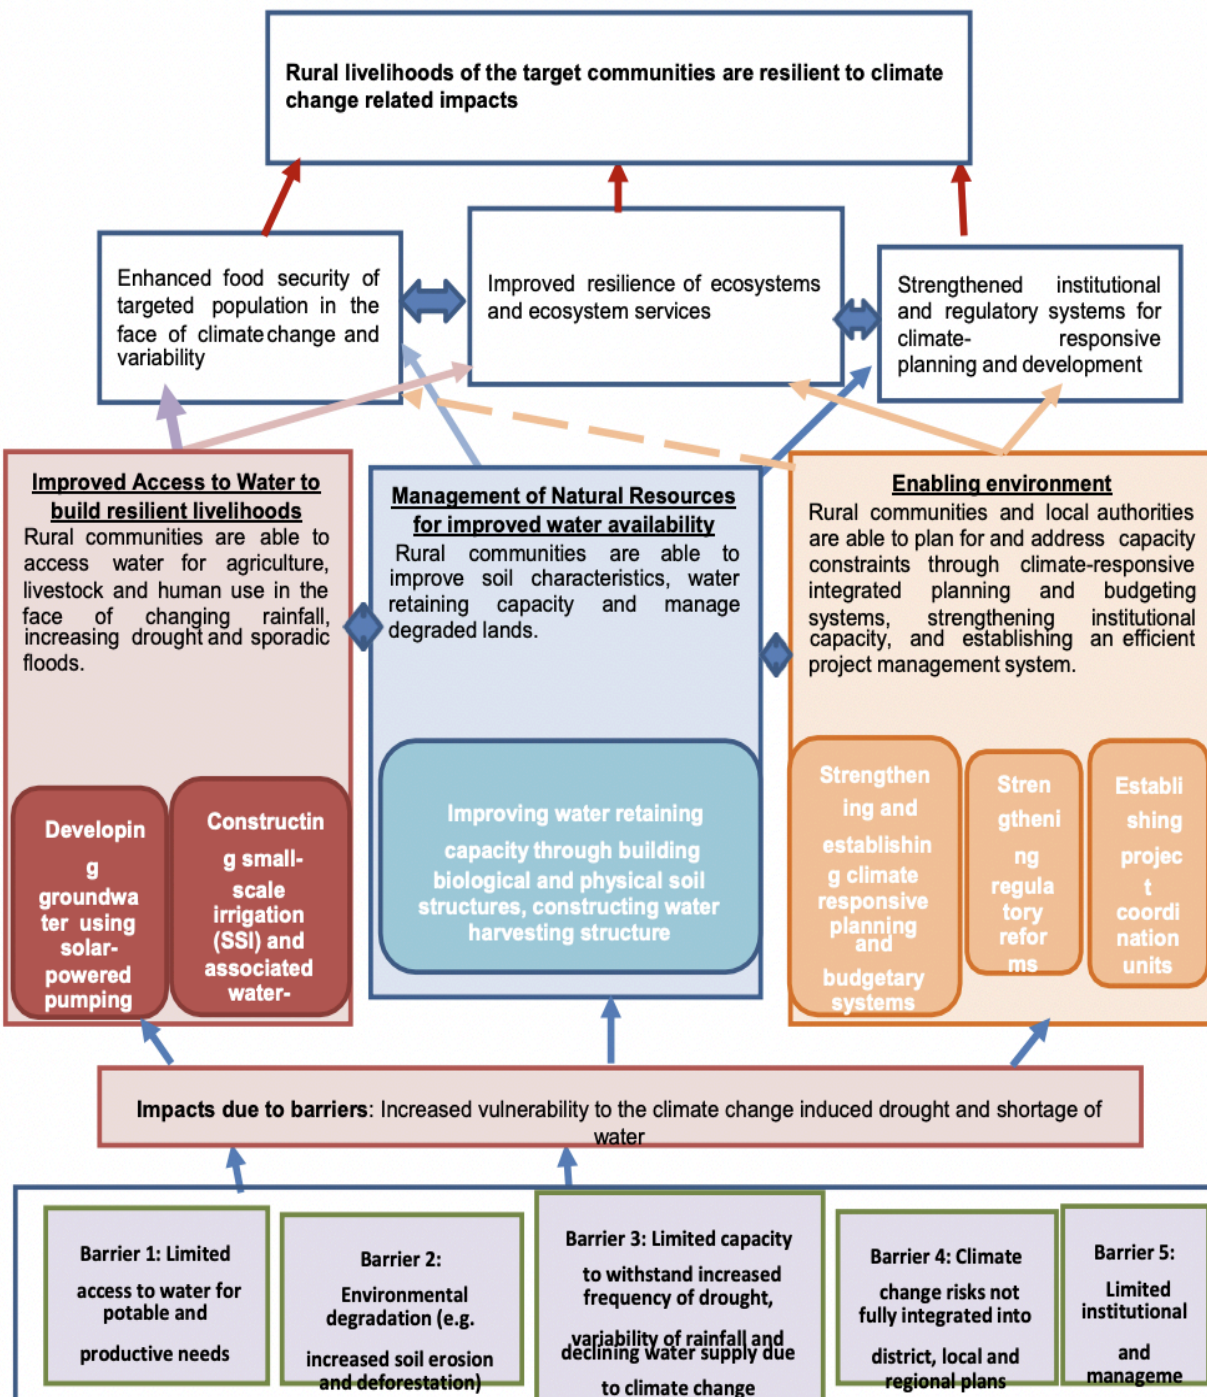 Rural livelihoods of the target communities are resilient to climate
change related impacts
Enhanced food security of
targeted population in the
face of climate change and
variability
Improved resilience of ecosystems
and ecosystem services
Strengthened institutional
and regulatory systems for
climate- responsive
planning and development
Improved Access to Water to
build resilient livelihoods
Rural communities are able to
access water for agriculture,
livestock and human use in the
face of changing rainfall,
increasing drought and sporadic
floods.
Developin
g
groundwa
ter using
solar-
powered
pumping
Constructin
g small-
scale
irrigation
(SSI) and
associated
water-
Management of Natural Resources
for improved water availability
Rural communities are able to
improve soil characteristics, water
retaining capacity and manage
degraded lands.
Improving water retaining
capacity through building
biological and physical soil
structures, constructing water
harvesting structure
Enabling environment
Rural communities and local authorities
are able to plan for and address capacity
constraints through climate-responsive
integrated planning and budgeting
systems, strengthening institutional
capacity, and establishing an efficient
project management system.
Strengthen
ing and
establishin
g climate
responsive
planning
and
budgetary
systems
Stren
gtheni
ng
regula
tory
refor
ms
Establi
shing
projec
t
coordi
nation
units
Impacts due to barriers: Increased vulnerability to the climate change induced drought and shortage of
water
Barrier 1: Limited
access to water for
potable and
productive needs
Barrier 2:
Environmental
degradation (e.g.
increased soil erosion
and deforestation)
Barrier 3: Limited capacity
to withstand increased
frequency of drought,
variability of rainfall and
declining water supply due
to climate change
Barrier 4: Climate
change risks not
fully integrated into
district, local and
regional plans
Barrier 5:
Limited
institutional
and
manageme